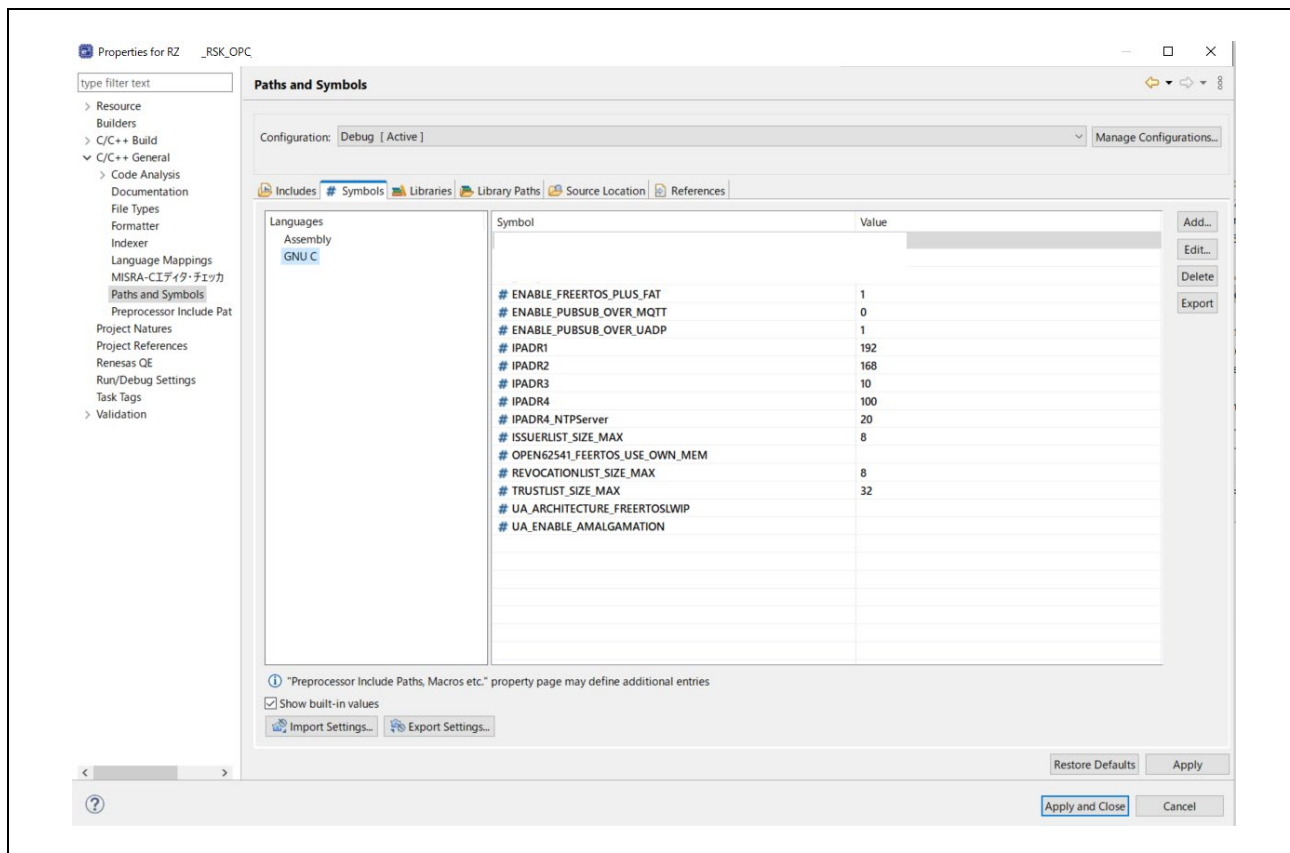 Properties for RZ _RSK_OPC
type filter text
Resource
Builders
C/C++ Build
C/C++ General
Code Analysis
Documentation
File Types
Formatter
Indexer
Language Mappings
MISRA-Cエディタ・チェッカ
Paths and Symbols
Preprocessor Include Pat
Project Natures
Project References
Renesas QE
Run/Debug Settings
Task Tags
Validation
Paths and Symbols
Configuration: Debug [ Active ]
Manage Configurations...
Includes # Symbols Libraries Library Paths Source Location References
Languages
Assembly
GNU C
Symbol Value
# ENABLE_FREERTOS_PLUS_FAT 1
# ENABLE_PUBSUB_OVER_MQTT 0
# ENABLE_PUBSUB_OVER_UADP 1
# IPADR1 192
# IPADR2 168
# IPADR3 10
# IPADR4 100
# IPADR4_NTPServer 20
# ISSUERLIST_SIZE_MAX 8
# OPEN62541_FEERTOS_USE_OWN_MEM
# REVOCATIONLIST_SIZE_MAX 8
# TRUSTLIST_SIZE_MAX 32
# UA_ARCHITECTURE_FREERTOSLWIP
# UA_ENABLE_AMALGAMATION
Add...
Edit...
Delete
Export
"Preprocessor Include Paths, Macros etc." property page may define additional entries
Show built-in values
Import Settings... Export Settings...
Restore Defaults Apply
Apply and Close Cancel